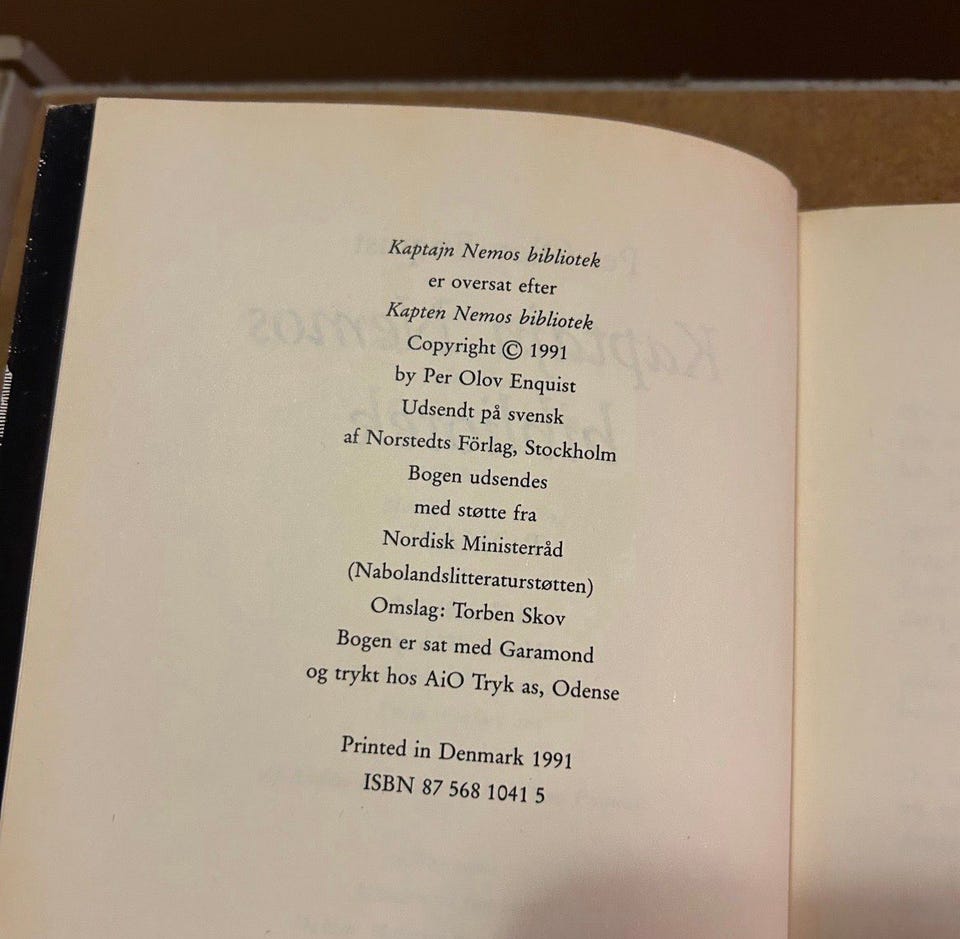 Kaptajn Nemos bibliotek
er oversat efter
Kapten Nemos bibliotek
Copyright © 1991
by Per Olov Enquist
Udsendt på svensk
af Norstedts Förlag, Stockholm
Bogen udsendes
med støtte fra
Nordisk Ministerråd
(Nabolandslitteraturstøtten)
Omslag: Torben Skov
Bogen er sat med Garamond
og trykt hos AiO Tryk as, Odense
Printed in Denmark 1991
ISBN 87 568 1041 5